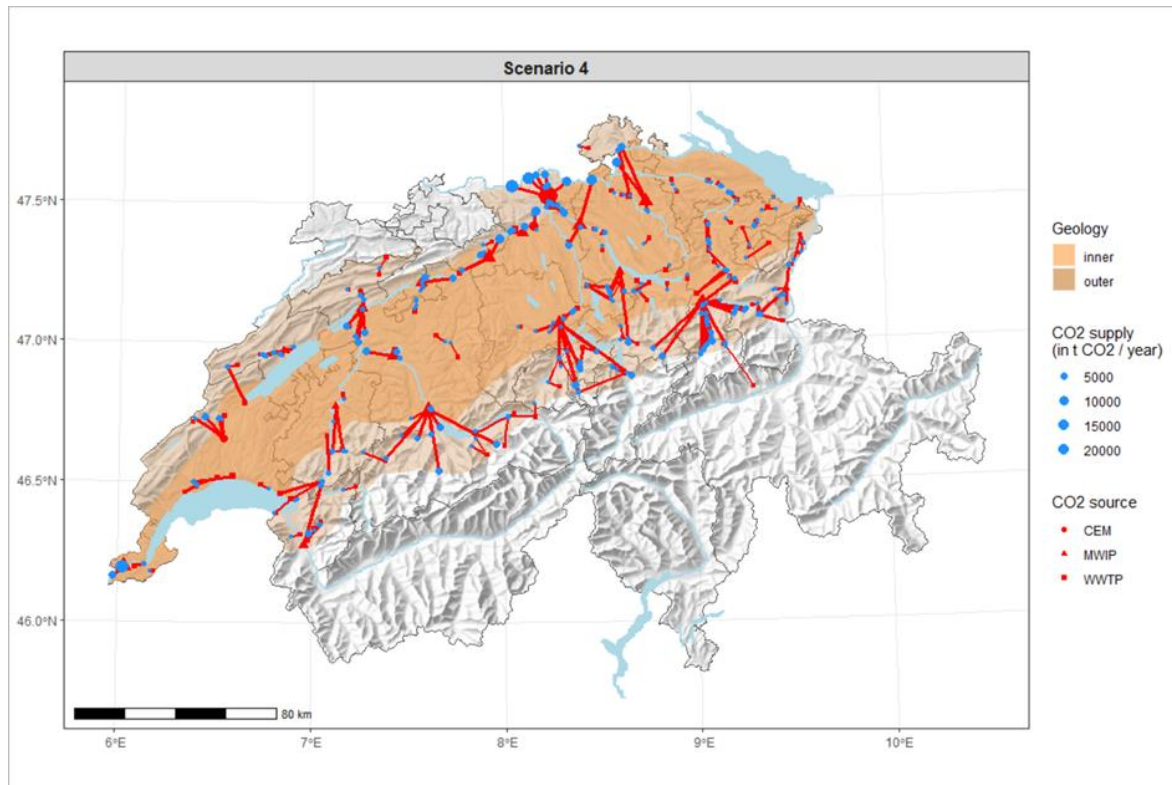 Scenario 4
47.5°N
47.0°N
46.5°N
46.0°N
80 km
6°E
7°E
8°E
9°E
10°E
Geology
inner
outer
CO2 supply
(in t CO2 / year)
5000
10000
15000
20000
CO2 source
CEM
MWIP
WWTP